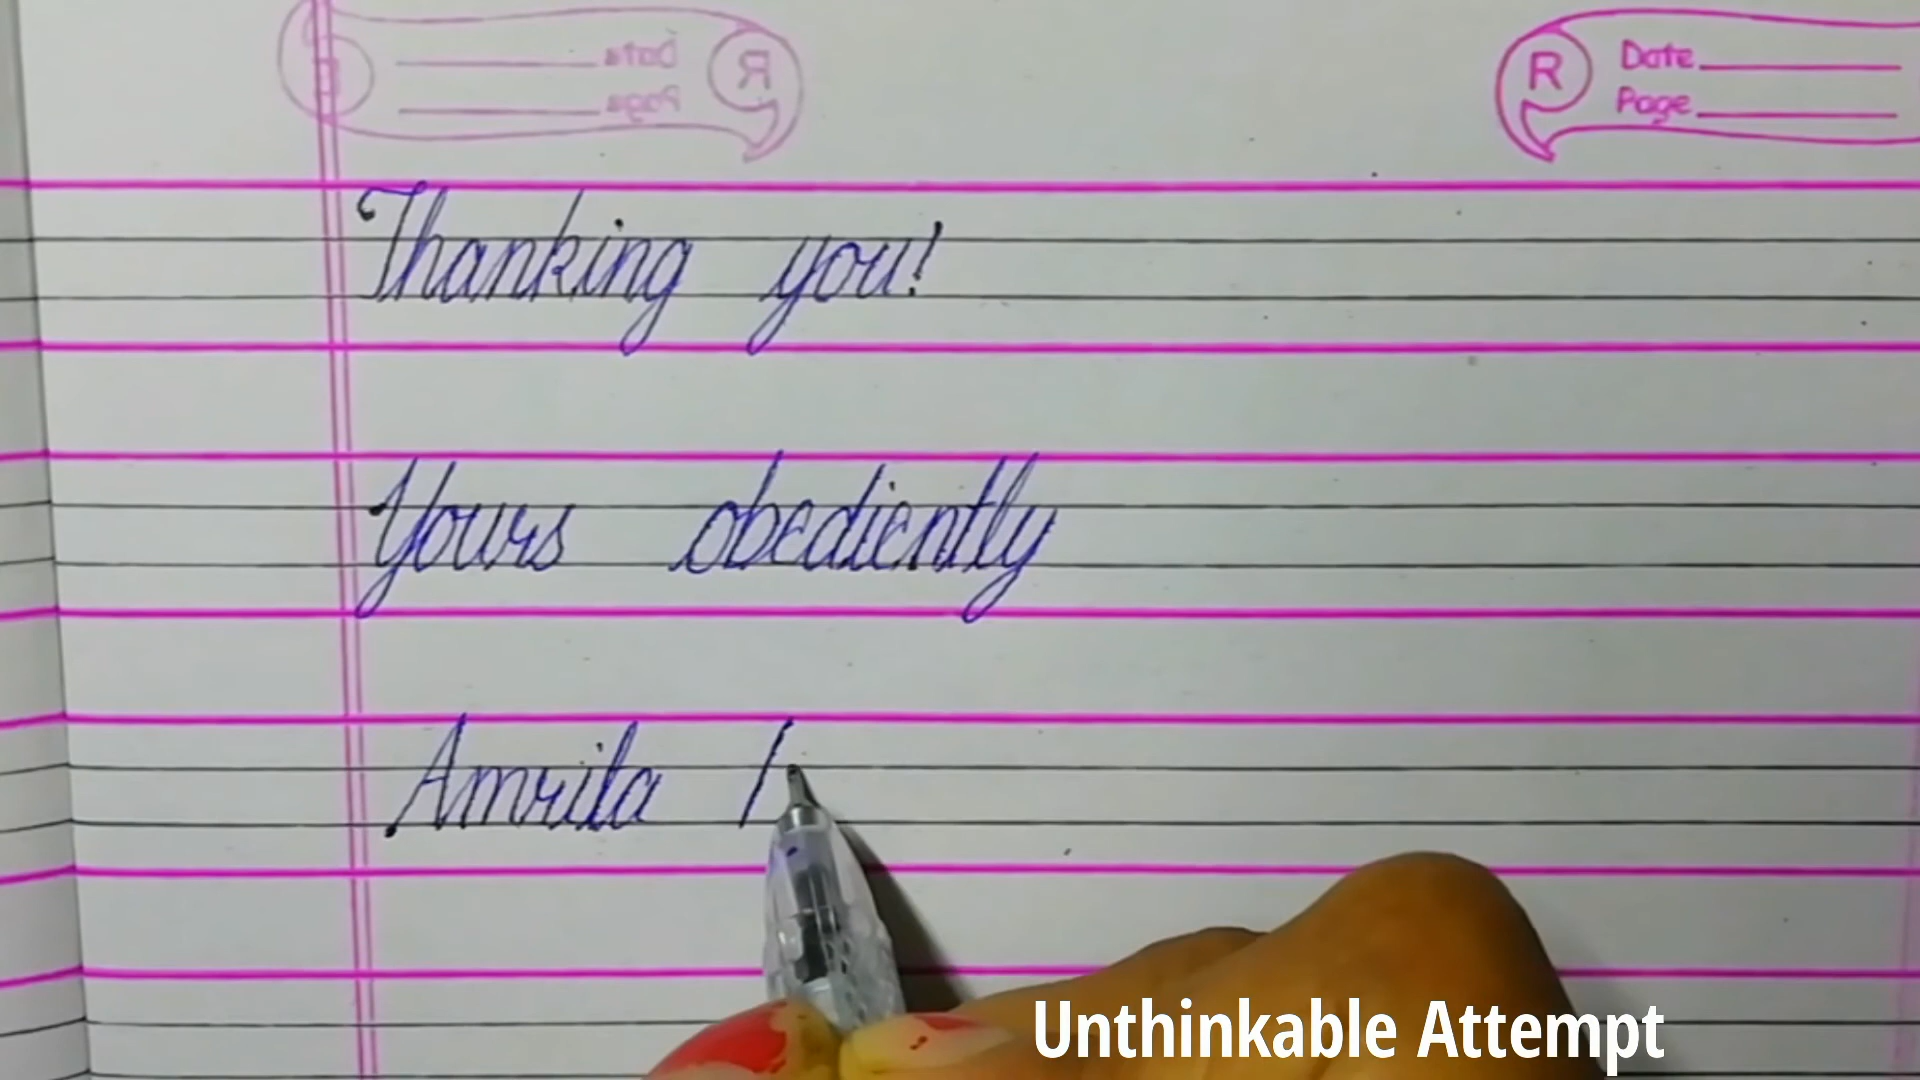 R Date
Page
Thanking you!
Yours obediently
Amrita
Unthinkable Attempt